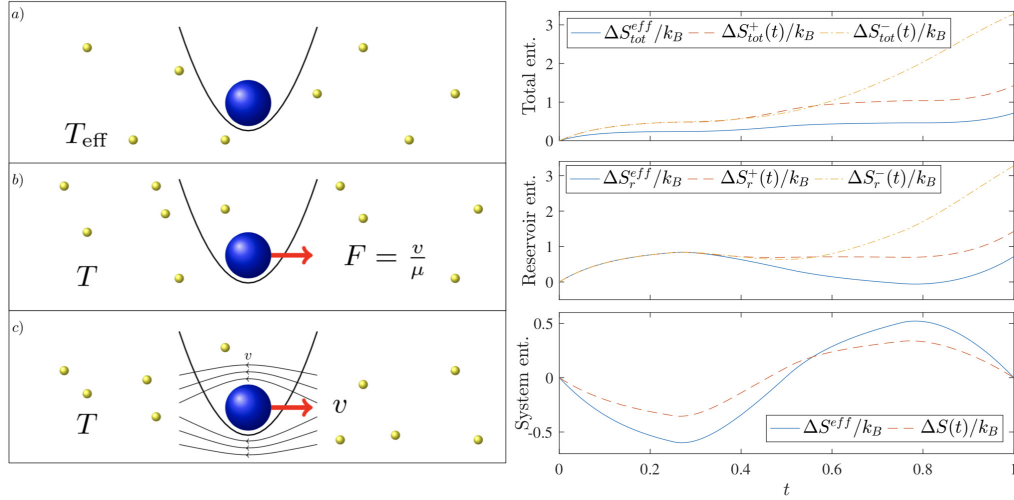 a)
T_eff
b)
T
F = v/μ
c)
v
T
v
ΔS_tot^eff/k_B ΔS_tot^+(t)/k_B ΔS_tot^-(t)/k_B
Total ent.
3
2
1
0
ΔS_r^eff/k_B ΔS_r^+(t)/k_B ΔS_r^-(t)/k_B
Reservoir ent.
3
2
1
0
System ent.
0.5
0
-0.5
ΔS^eff/k_B ΔS(t)/k_B
0 0.2 0.4 0.6 0.8 1
t